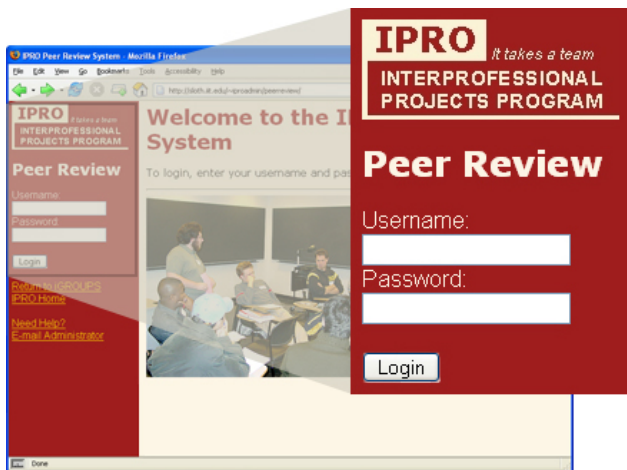 IPRO Peer Review System - Mozilla Firefox
File Edit View Go Bookmarks Tools Accessibility Help
IPRO It takes a team
INTERPROFESSIONAL
PROJECTS PROGRAM
Peer Review
Username:
Password:
Login
Return to IGROUPS
IPRO Home
Need Help?
E-mail Administrator
Welcome to the
System
To login, enter your username and
Done
IPRO It takes a team
INTERPROFESSIONAL
PROJECTS PROGRAM
Peer Review
Username:
Password:
Login